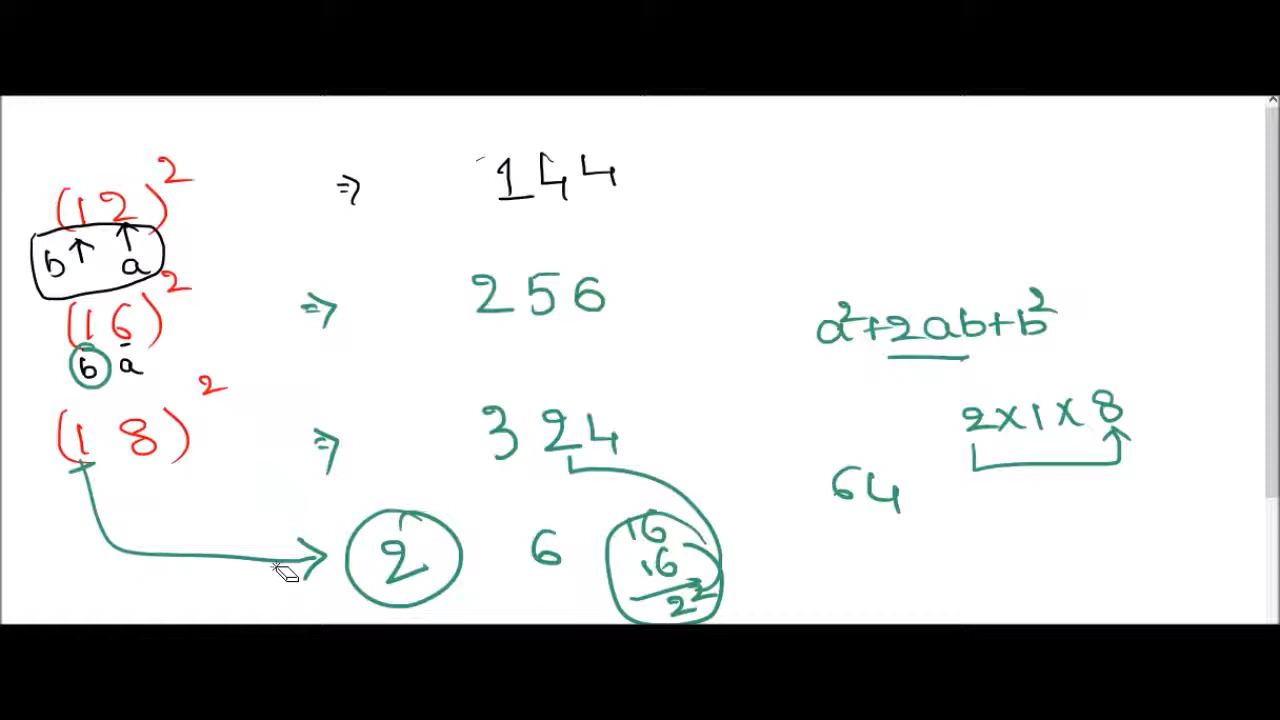 (12)² ⇒ 144
b a
(16)² ⇒ 256
b a
a²+2ab+b²
(18)² ⇒ 324
2×1×8
64
2 6 16
16
22